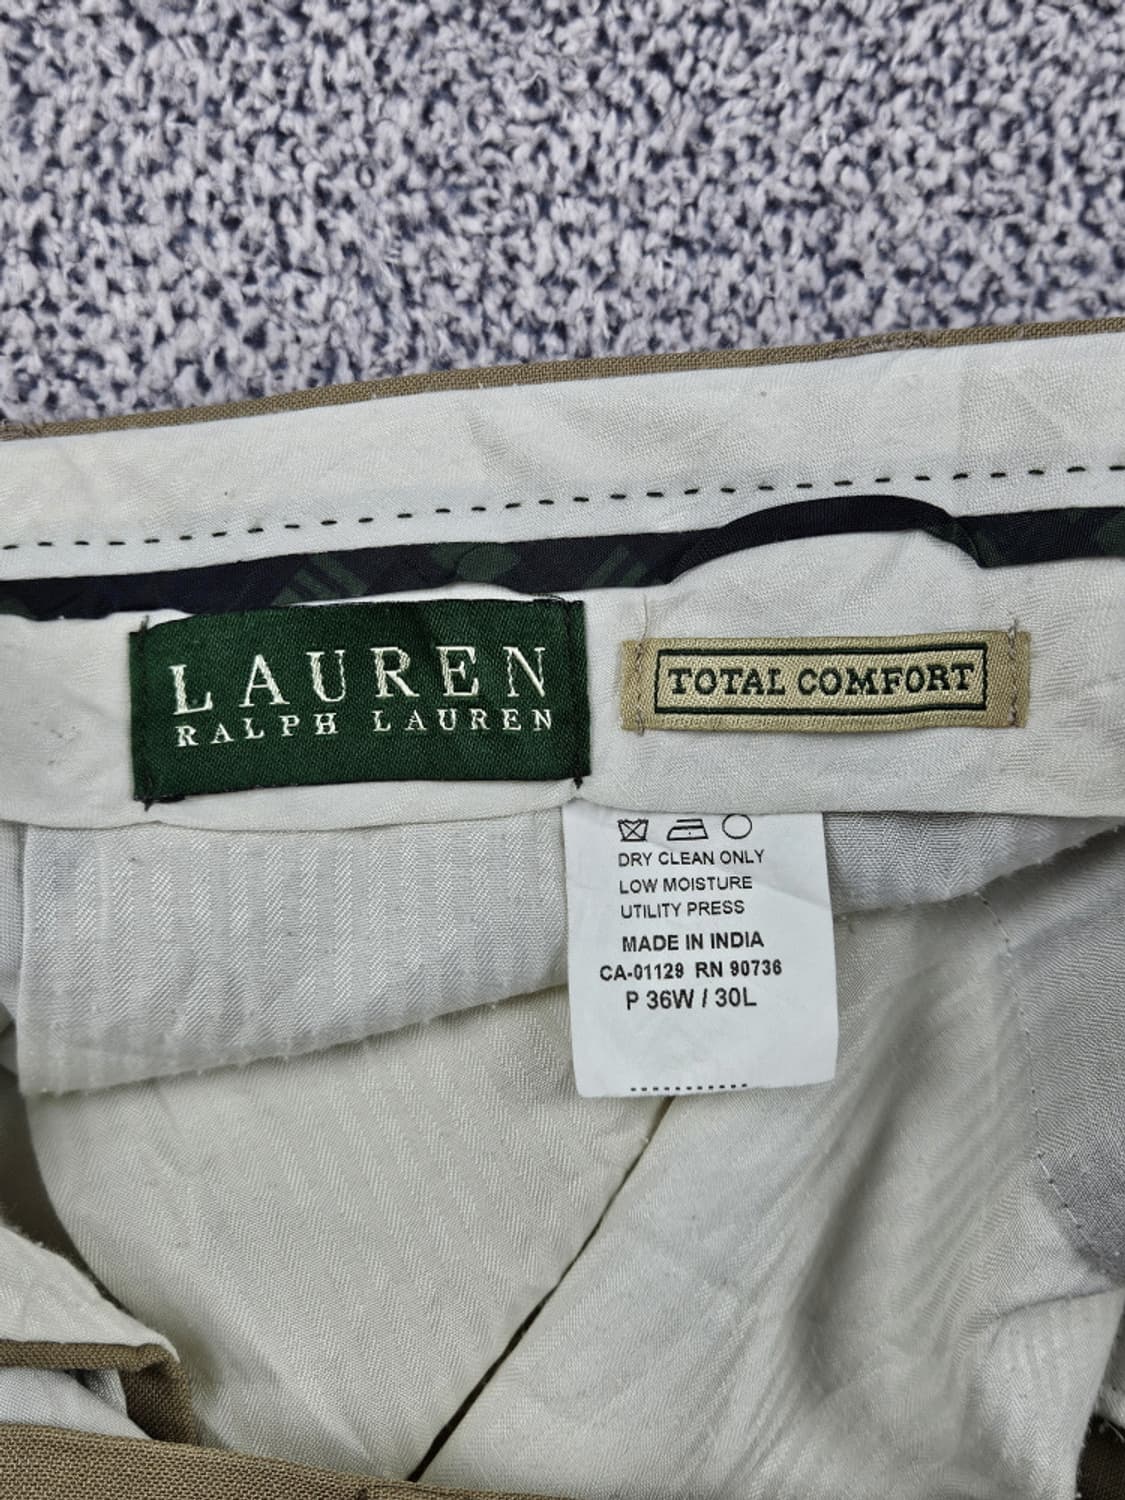 LAUREN
RALPH LAUREN
TOTAL COMFORT
DRY CLEAN ONLY
LOW MOISTURE
UTILITY PRESS
MADE IN INDIA
CA-01129 RN 90736
P 36W / 30L